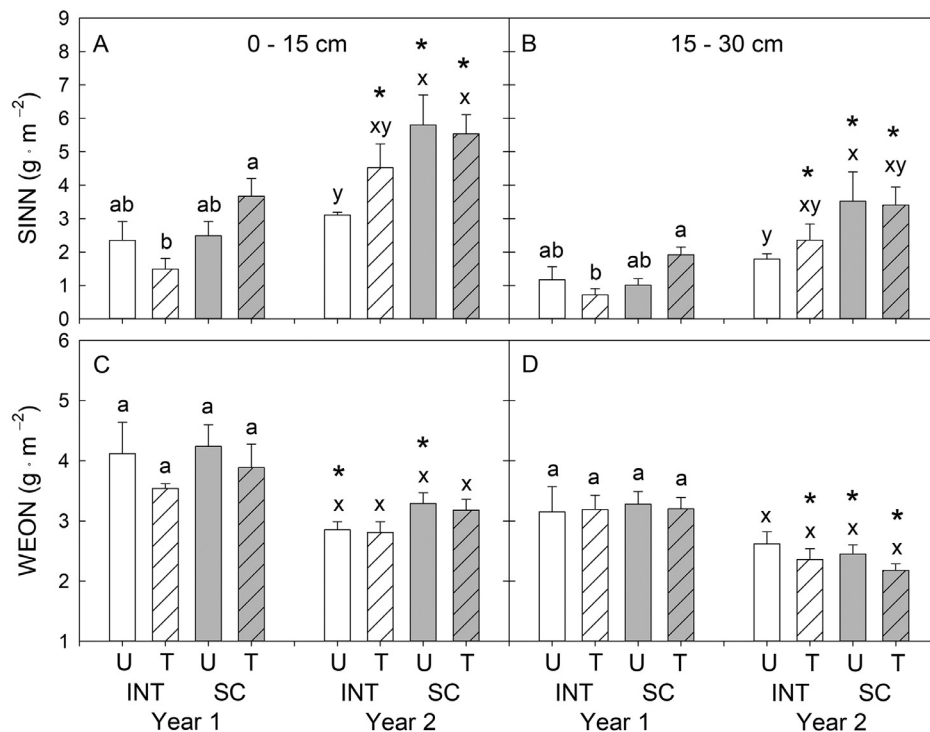 A
0 - 15 cm
B
15 - 30 cm
SINN (g · m⁻²)
9
8
7
6
5
4
3
2
1
0
ab
b
ab
a
y
*
xy
*
x
*
x
ab
b
ab
a
y
*
xy
*
x
*
xy
C
D
WEON (g · m⁻²)
6
5
4
3
2
1
a
a
a
a
*
x
x
*
x
x
a
a
a
a
x
*
x
*
x
*
x
U T U T U T U T U T U T U T U T
INT SC INT SC INT SC INT SC
Year 1 Year 2 Year 1 Year 2